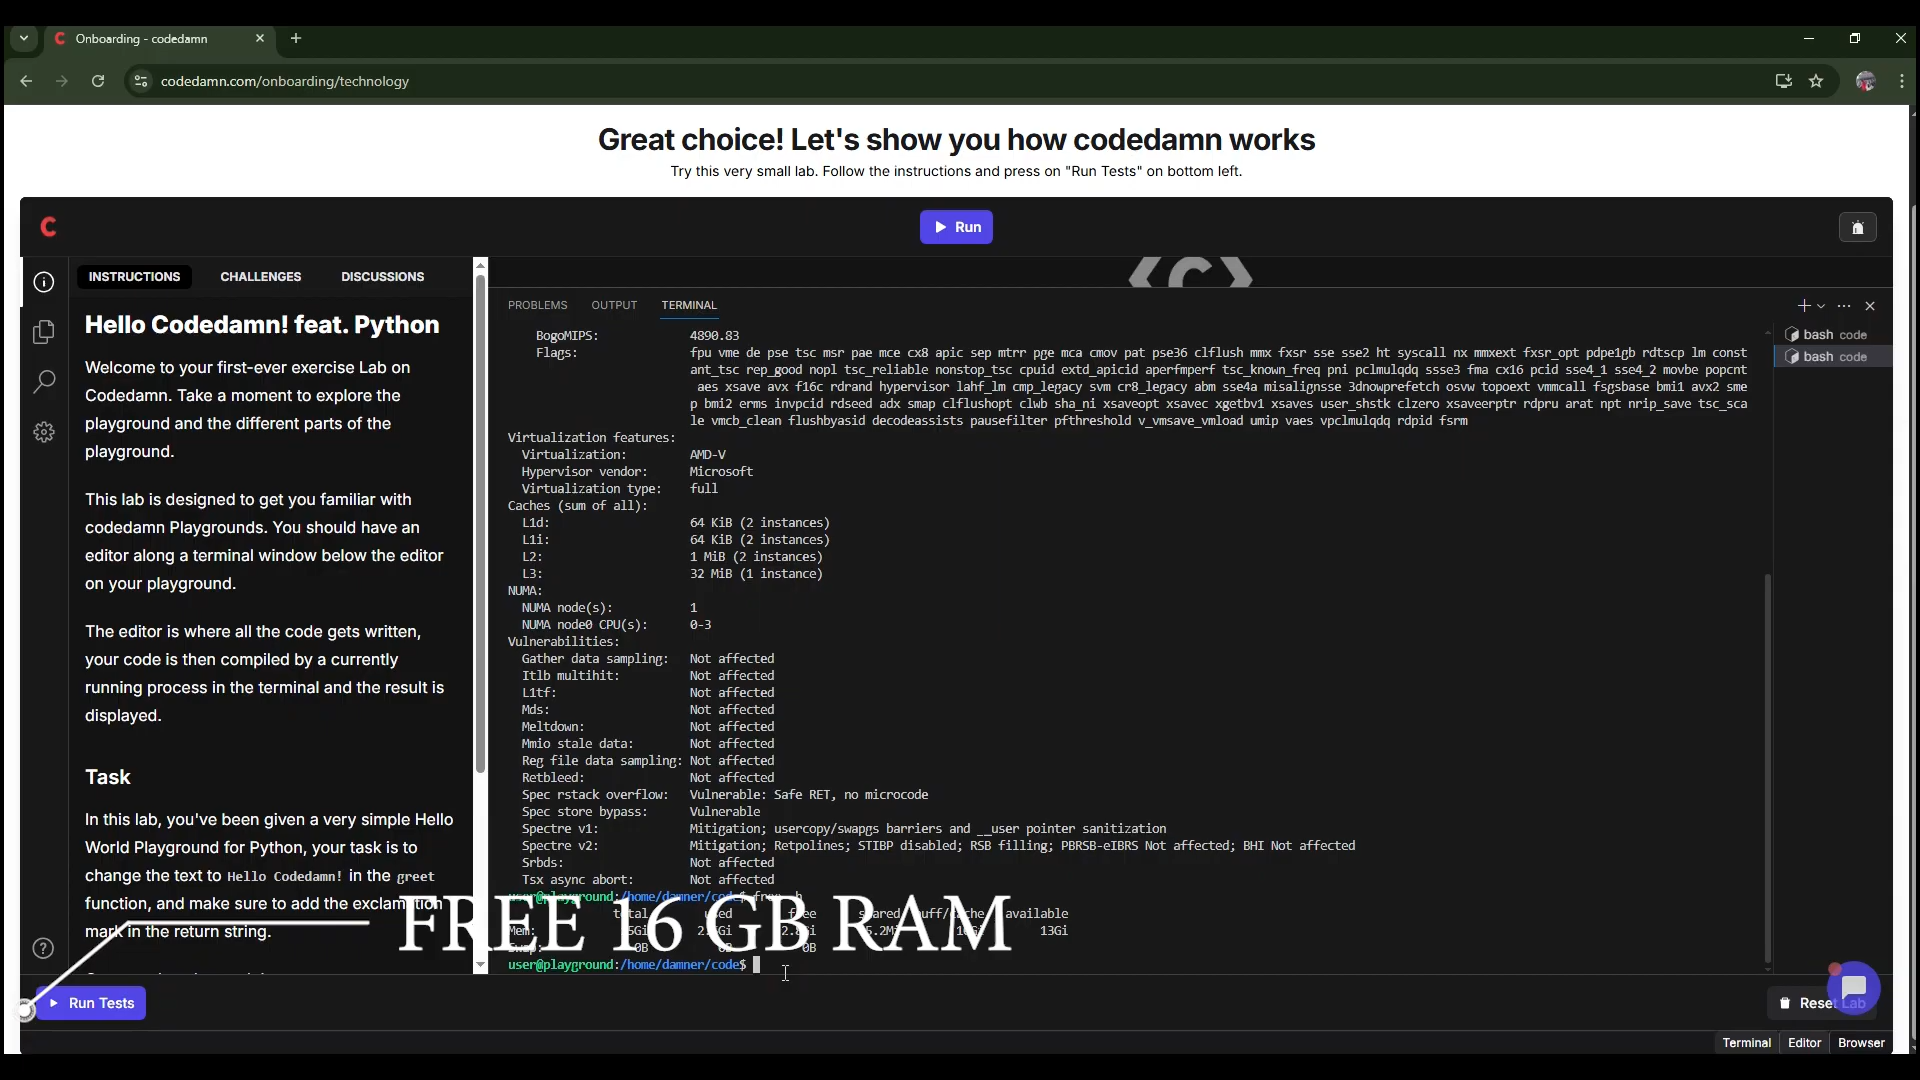 Onboarding - codedamn
codedamn.com/onboarding/technology
Great choice! Let's show you how codedamn works
Try this very small lab. Follow the instructions and press on "Run Tests" on bottom left.
Run
INSTRUCTIONS CHALLENGES DISCUSSIONS
Hello Codedamn! feat. Python
Welcome to your first-ever exercise Lab on
Codedamn. Take a moment to explore the
playground and the different parts of the
playground.
This lab is designed to get you familiar with
codedamn Playgrounds. You should have an
editor along a terminal window below the editor
on your playground.
The editor is where all the code gets written,
your code is then compiled by a currently
running process in the terminal and the result is
displayed.
Task
In this lab, you've been given a very simple Hello
World Playground for Python, your task is to
change the text to Hello Codedamn! in the greet
function, and make sure to add the exclamation
mark in the return string.
PROBLEMS OUTPUT TERMINAL
bash code
bash code
BogoMIPS: 4890.83
Flags: fpu vme de pse tsc msr pae mce cx8 apic sep mtrr pge mca cmov pat pse36 clflush mmx fxsr sse sse2 ht syscall nx mmxext fxsr_opt pdpe1gb rdtscp lm const
ant_tsc rep_good nopl tsc_reliable nonstop_tsc cpuid extd_apicid aperfmperf tsc_known_freq pni pclmulqdq ssse3 fma cx16 pcid sse4_1 sse4_2 movbe popcnt
aes xsave avx f16c rdrand hypervisor lahf_lm cmp_legacy svm cr8_legacy abm sse4a misalignsse 3dnowprefetch osvw topoext vmmcall fsgsbase bmi1 avx2 sme
p bmi2 erms invpcid rdseed adx smap clflushopt clwb sha_ni xsaveopt xsavec xgetbv1 xsaves user_shstk clzero xsaveerptr rdpru arat npt nrip_save tsc_sca
le vmcb_clean flushbyasid decodeassists pausefilter pfthreshold v_vmsave_vmload umip vaes vpclmulqdq rdpid fsrm
Virtualization features:
Virtualization: AMD-V
Hypervisor vendor: Microsoft
Virtualization type: full
Caches (sum of all):
L1d: 64 KiB (2 instances)
L1i: 64 KiB (2 instances)
L2: 1 MiB (2 instances)
L3: 32 MiB (1 instance)
NUMA:
NUMA node(s): 1
NUMA node0 CPU(s): 0-3
Vulnerabilities:
Gather data sampling: Not affected
Itlb multihit: Not affected
L1tf: Not affected
Mds: Not affected
Meltdown: Not affected
Mmio stale data: Not affected
Reg file data sampling: Not affected
Retbleed: Not affected
Spec rstack overflow: Vulnerable: Safe RET, no microcode
Spec store bypass: Vulnerable
Spectre v1: Mitigation; usercopy/swapgs barriers and __user pointer sanitization
Spectre v2: Mitigation; Retpolines; STIBP disabled; RSB filling; PBRSB-eIBRS Not affected; BHI Not affected
Srbds: Not affected
Tsx async abort: Not affected
user@playground:/home/damner/code$
total used free shared buff/cache available
Mem: 13Gi
Swap: 0B 0B 0B
user@playground:/home/damner/code$
FREE 16 GB RAM
Run Tests
Reset Lab
Terminal Editor Browser